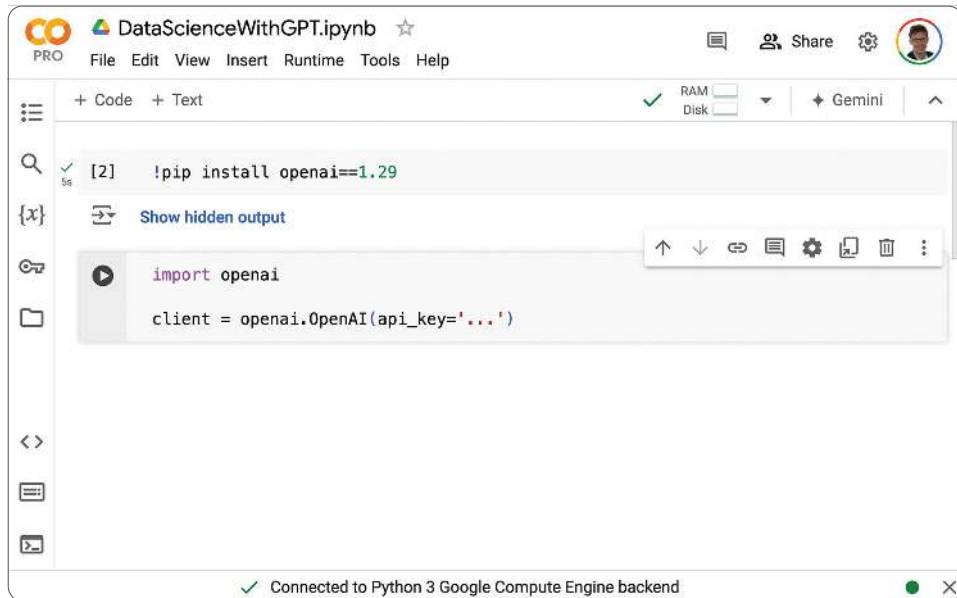 CO DataScienceWithGPT.ipynb
PRO File Edit View Insert Runtime Tools Help
Share
+ Code + Text
RAM
Disk
Gemini
[2] !pip install openai==1.29
5s
{x} Show hidden output
import openai
client = openai.OpenAI(api_key='...')
Connected to Python 3 Google Compute Engine backend